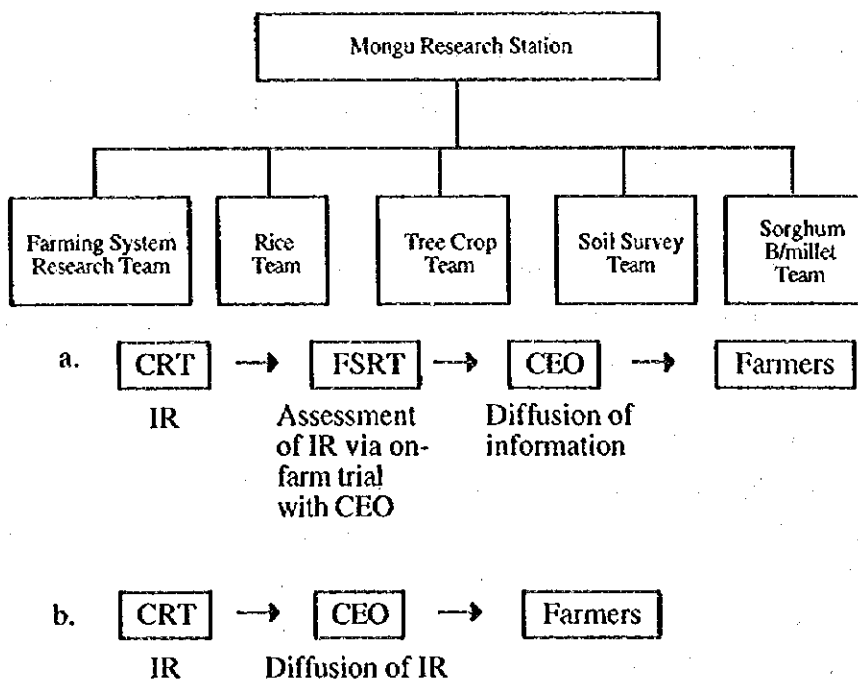 Mongu Research Station
Farming System
Research Team
Rice
Team
Tree Crop
Team
Soil Survey
Team
Sorghum
B/millet
Team
a. CRT → FSRT → CEO → Farmers
IR
Assessment
of IR via on-
farm trial
with CEO
Diffusion of
information
b. CRT → CEO → Farmers
IR Diffusion of IR